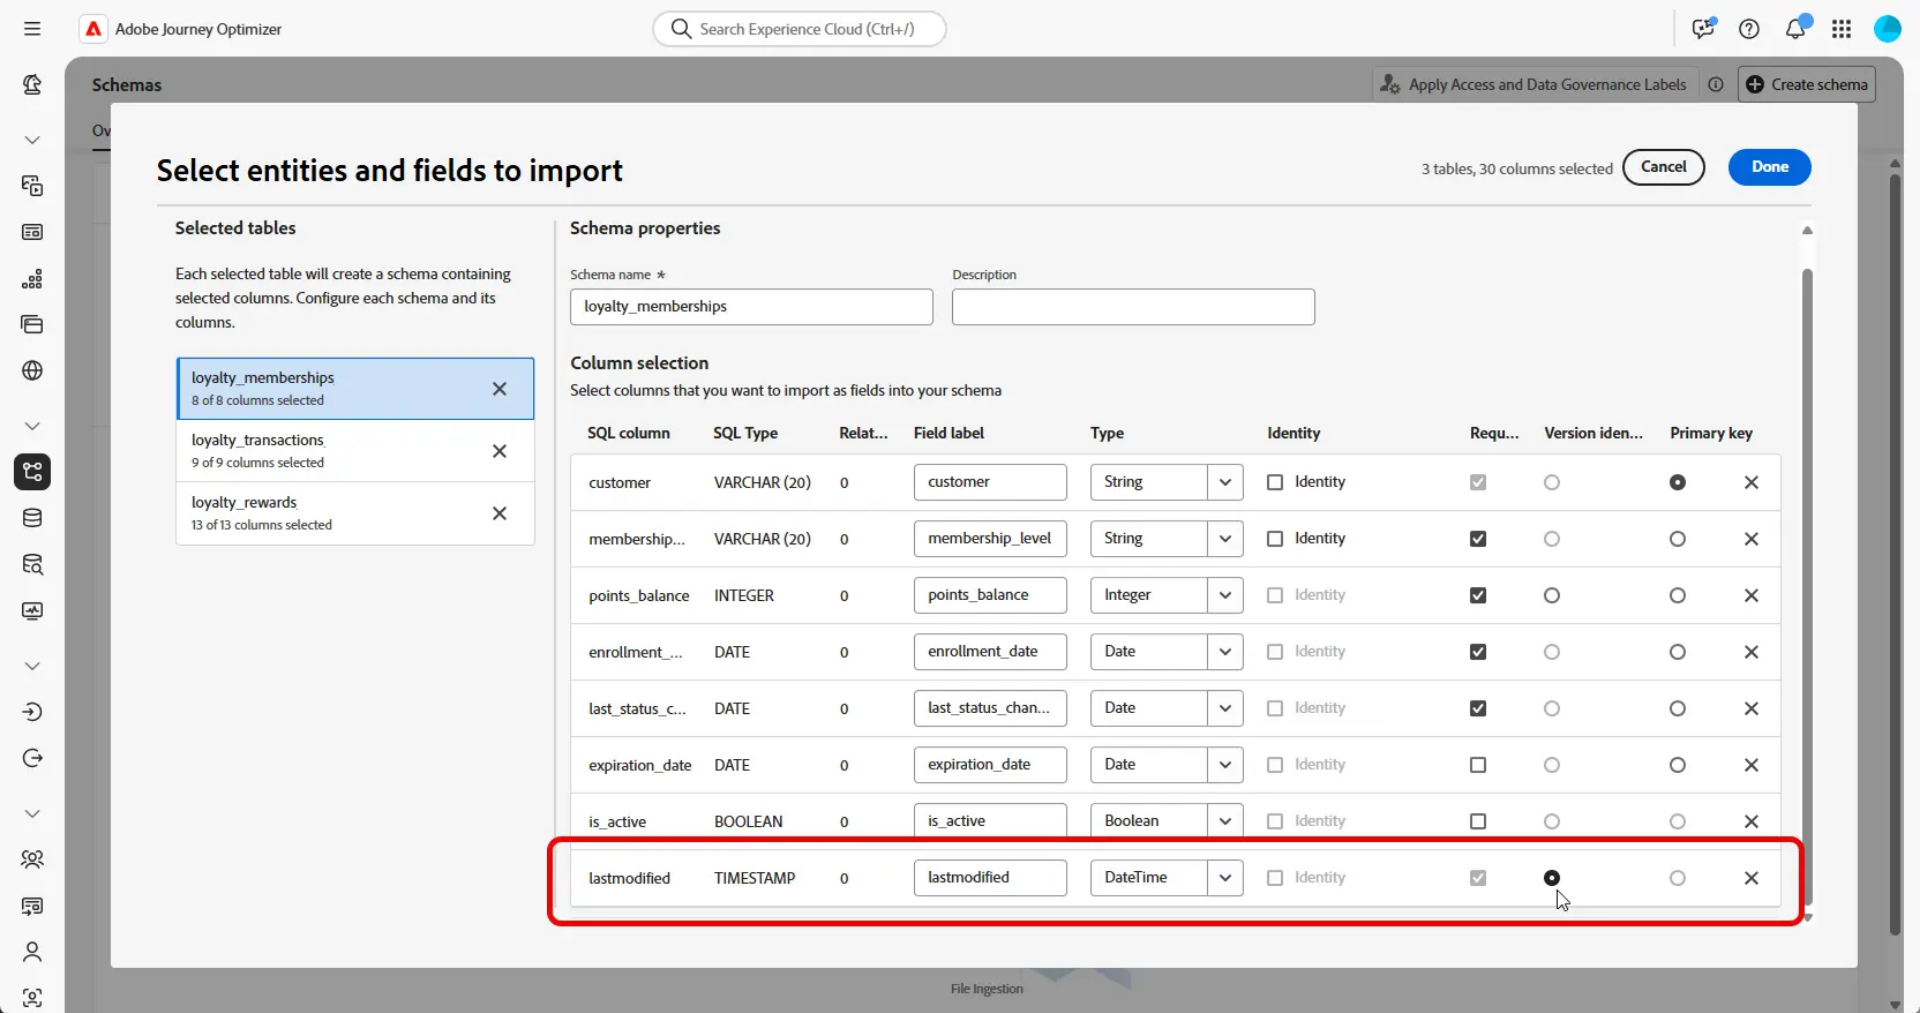 Adobe Journey Optimizer
Search Experience Cloud (Ctrl+/)
Schemas
Apply Access and Data Governance Labels
Create schema
Ov
Select entities and fields to import
3 tables, 30 columns selected
Cancel
Done
Selected tables
Each selected table will create a schema containing
selected columns. Configure each schema and its
columns.
loyalty_memberships
8 of 8 columns selected
loyalty_transactions
9 of 9 columns selected
loyalty_rewards
13 of 13 columns selected
Schema properties
Schema name *
Description
loyalty_memberships
Column selection
Select columns that you want to import as fields into your schema
SQL column SQL Type Relat... Field label Type Identity Requ... Version iden... Primary key
customer VARCHAR (20) 0 customer String Identity
membership... VARCHAR (20) 0 membership_level String Identity
points_balance INTEGER 0 points_balance Integer Identity
enrollment_... DATE 0 enrollment_date Date Identity
last_status_c... DATE 0 last_status_chan... Date Identity
expiration_date DATE 0 expiration_date Date Identity
is_active BOOLEAN 0 is_active Boolean Identity
lastmodified TIMESTAMP 0 lastmodified DateTime Identity
File Ingestion